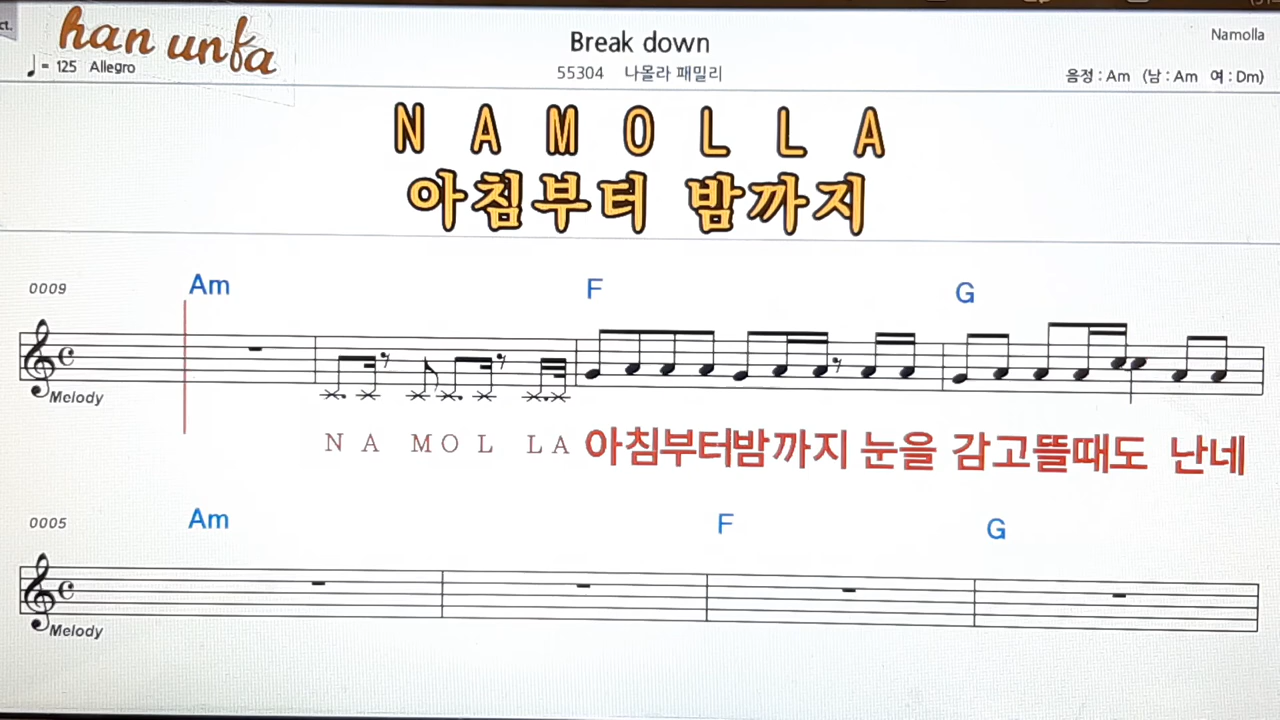 han unfa
Break down
Namolla
♩= 125 Allegro
55304 나몰라 패밀리
음정 : Am (남 : Am 여 : Dm)
N A M O L L A
아침부터 밤까지
0009 Am F G
Melody
N A M O L L A 아침부터밤까지 눈을 감고뜰때도 난네
0005 Am F G
Melody